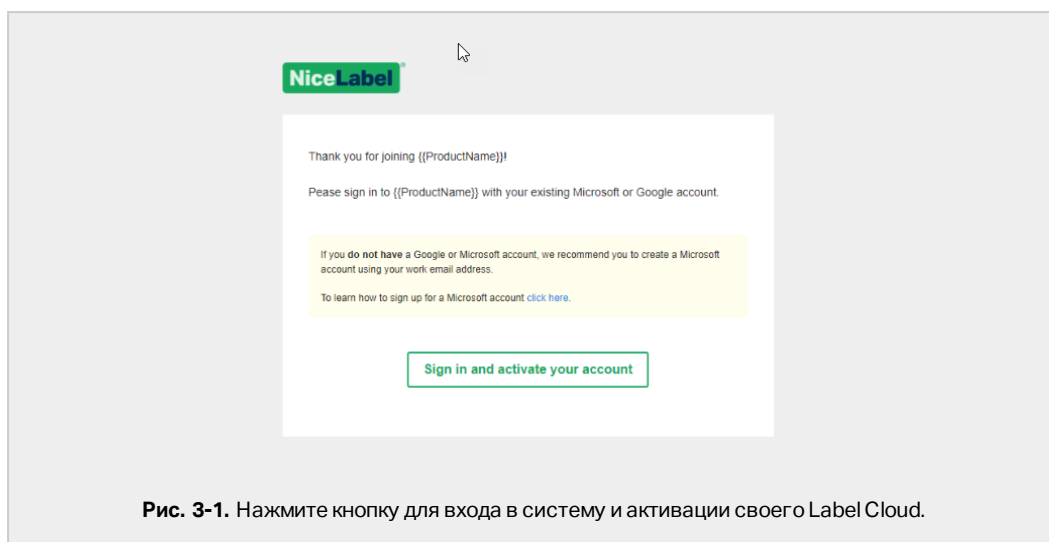 NiceLabel
Thank you for joining {{ProductName}}!
Pease sign in to {{ProductName}} with your existing Microsoft or Google account.
If you do not have a Google or Microsoft account, we recommend you to create a Microsoft
account using your work email address.
To learn how to sign up for a Microsoft account click here.
Sign in and activate your account
Рис. 3-1. Нажмите кнопку для входа в систему и активации своего Label Cloud.